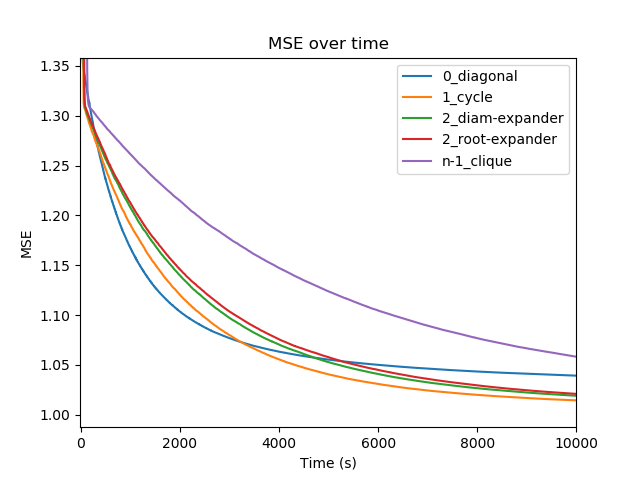 MSE over time
1.35
1.30
1.25
1.20
1.15
1.10
1.05
1.00
MSE
0_diagonal
1_cycle
2_diam-expander
2_root-expander
n-1_clique
0 2000 4000 6000 8000 10000
Time (s)